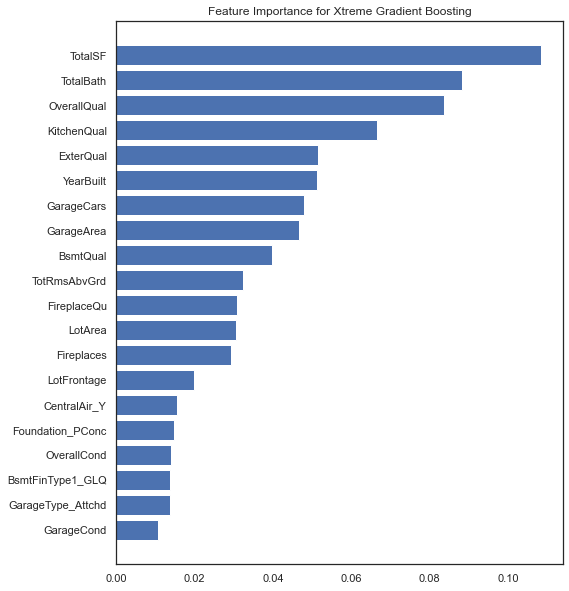 Feature Importance for Xtreme Gradient Boosting
TotalSF
TotalBath
OverallQual
KitchenQual
ExterQual
YearBuilt
GarageCars
GarageArea
BsmtQual
TotRmsAbvGrd
FireplaceQu
LotArea
Fireplaces
LotFrontage
CentralAir_Y
Foundation_PConc
OverallCond
BsmtFinType1_GLQ
GarageType_Attchd
GarageCond
0.00 0.02 0.04 0.06 0.08 0.10